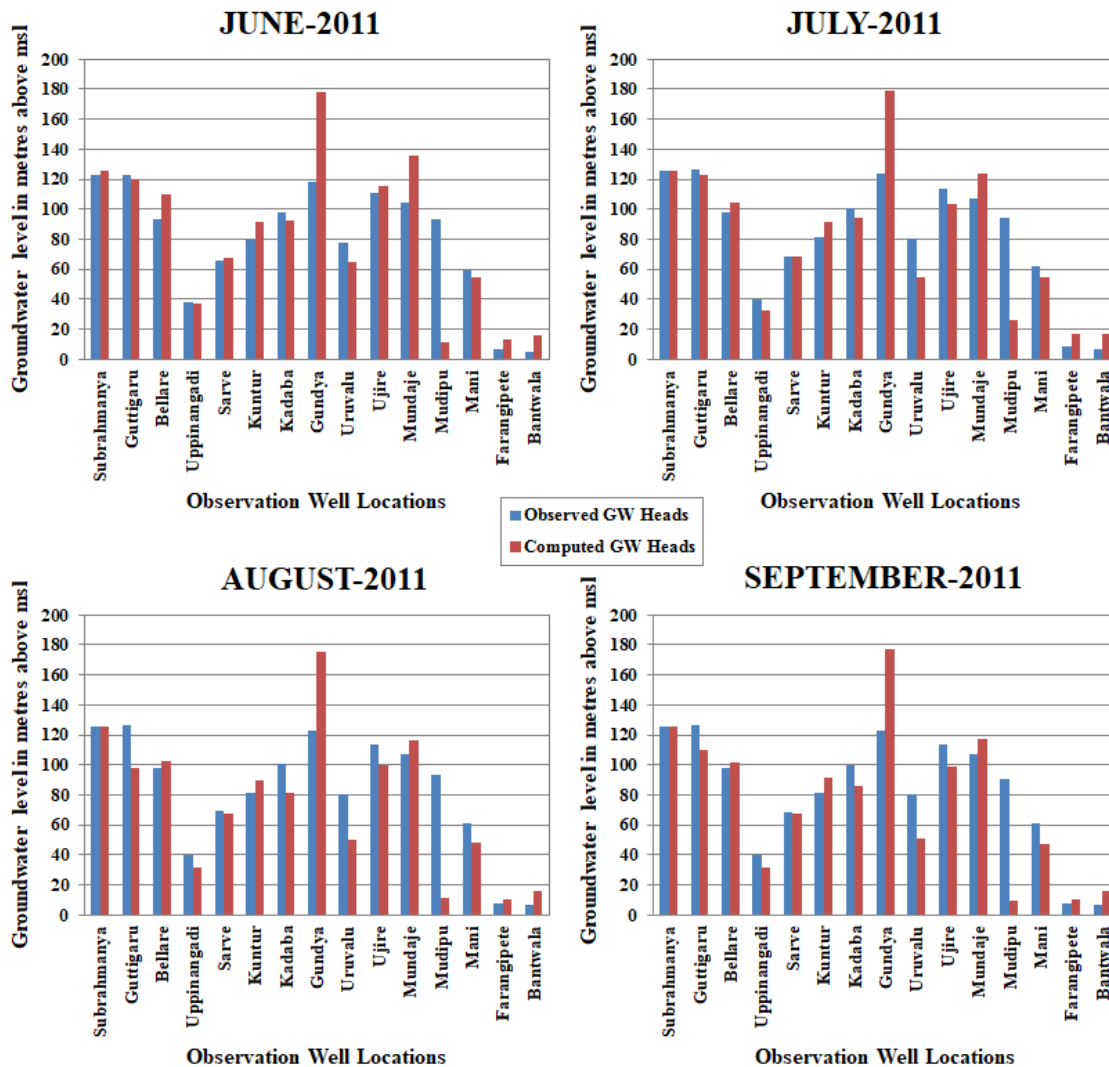 JUNE-2011
Groundwater level in metres above msl
200
180
160
140
120
100
80
60
40
20
0
Subrahmanya
Guttigaru
Bellare
Uppinangadi
Sarve
Kuntur
Kadaba
Gundya
Uruvalu
Ujire
Mundaje
Mudipu
Mani
Farangipete
Bantwala
Observation Well Locations
JULY-2011
Groundwater level in metres above msl
200
180
160
140
120
100
80
60
40
20
0
Subrahmanya
Guttigaru
Bellare
Uppinangadi
Sarve
Kuntur
Kadaba
Gundya
Uruvalu
Ujire
Mundaje
Mudipu
Mani
Farangipete
Bantwala
Observation Well Locations
Observed GW Heads
Computed GW Heads
AUGUST-2011
Groundwater level in metres above msl
200
180
160
140
120
100
80
60
40
20
0
Subrahmanya
Guttigaru
Bellare
Uppinangadi
Sarve
Kuntur
Kadaba
Gundya
Uruvalu
Ujire
Mundaje
Mudipu
Mani
Farangipete
Bantwala
Observation Well Locations
SEPTEMBER-2011
Groundwater level in metres above msl
200
180
160
140
120
100
80
60
40
20
0
Subrahmanya
Guttigaru
Bellare
Uppinangadi
Sarve
Kuntur
Kadaba
Gundya
Uruvalu
Ujire
Mundaje
Mudipu
Mani
Farangipete
Bantwala
Observation Well Locations